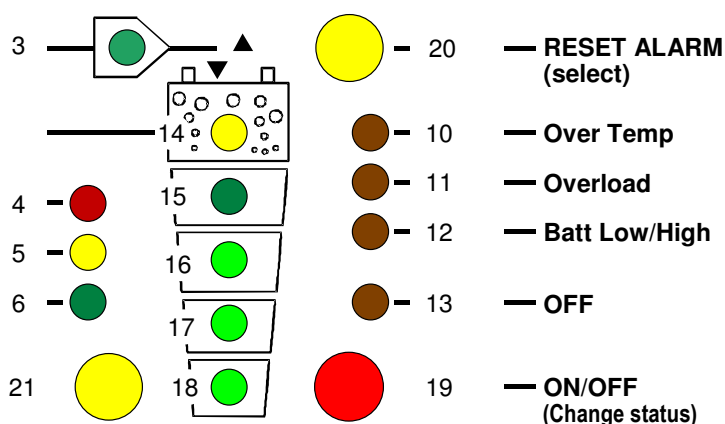 3
20 RESET ALARM
(select)
14 10 Over Temp
4 15 11 Overload
5 16 12 Batt Low/High
6 17 13 OFF
21 18 19 ON/OFF
(Change status)